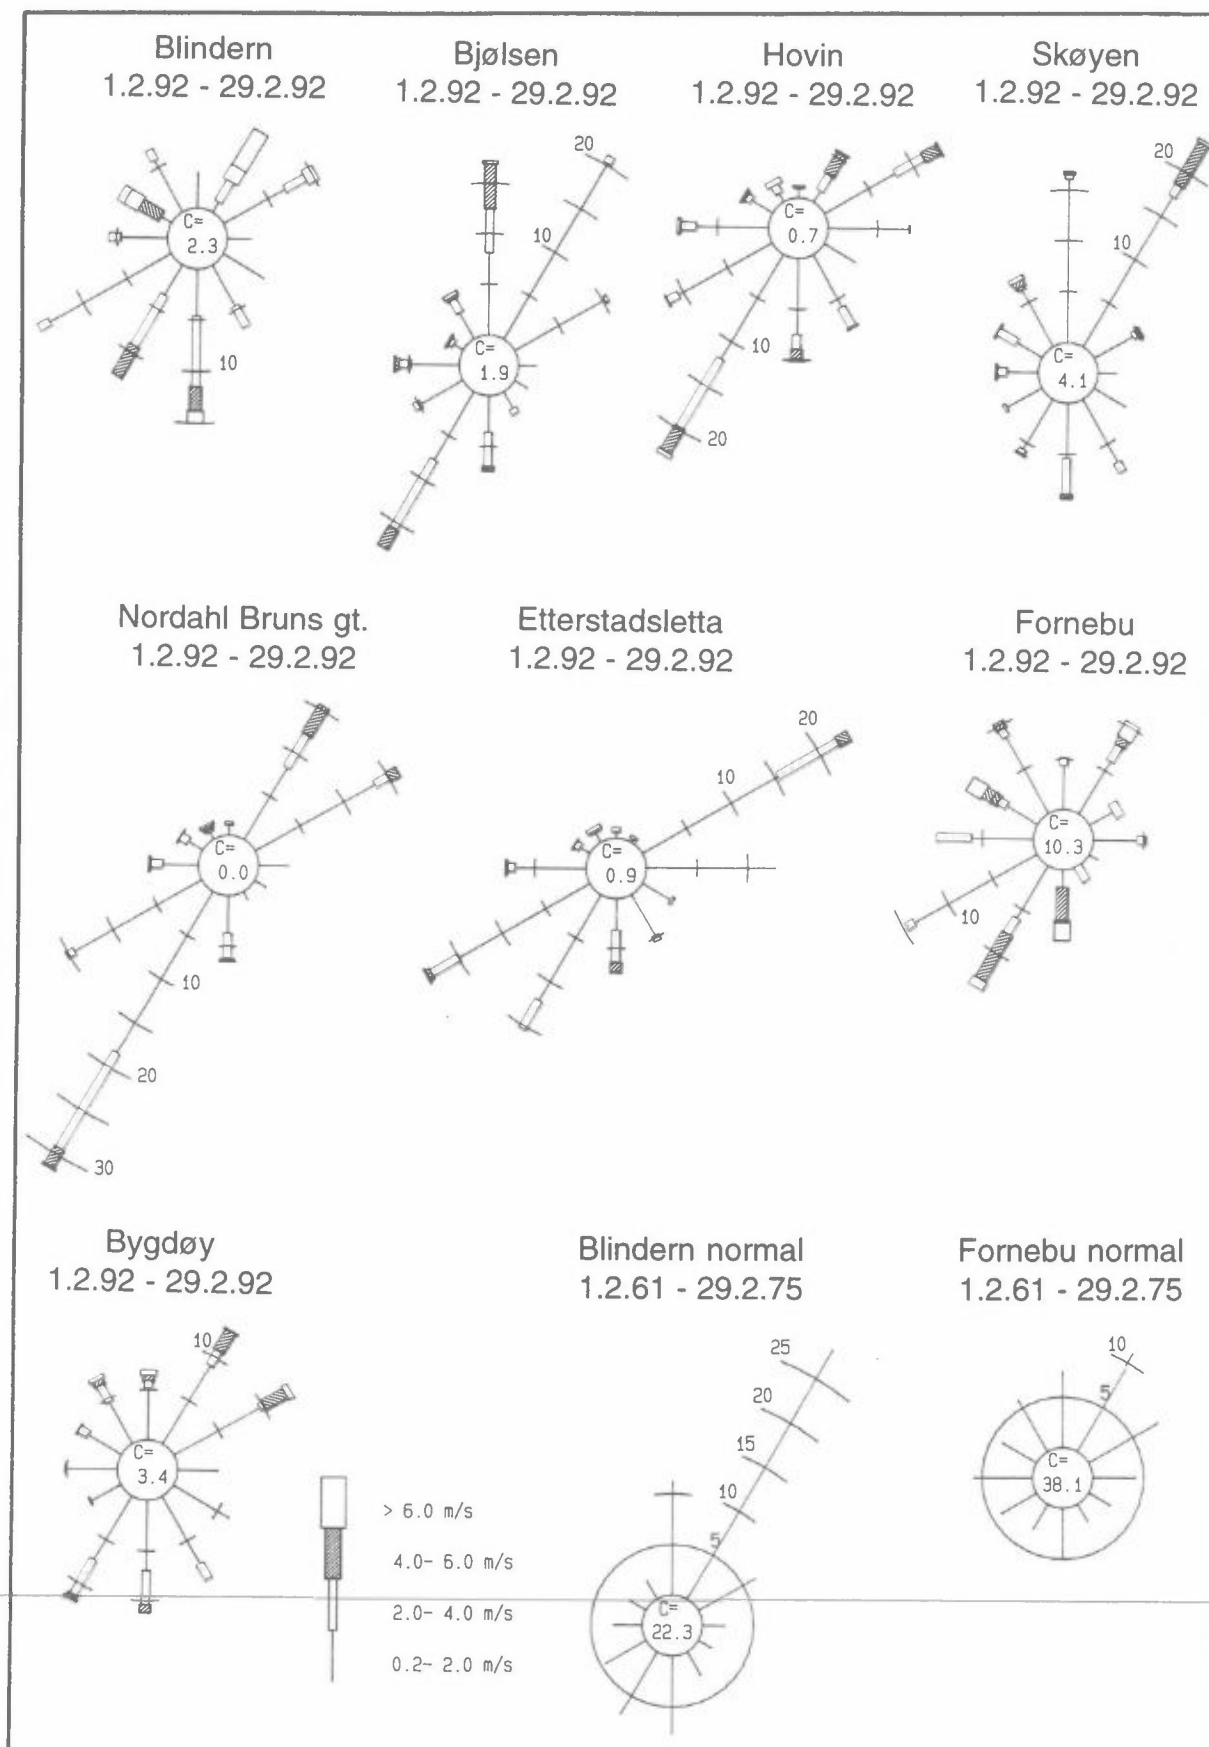 Blindern
1.2.92 - 29.2.92
Bjølsen
1.2.92 - 29.2.92
Hovin
1.2.92 - 29.2.92
Skøyen
1.2.92 - 29.2.92
C=
2.3
10
20
10
C=
1.9
C=
0.7
10
20
20
10
C=
4.1
Nordahl Bruns gt.
1.2.92 - 29.2.92
Etterstadsletta
1.2.92 - 29.2.92
Fornebu
1.2.92 - 29.2.92
C=
0.0
10
20
30
20
10
C=
0.9
C=
10.3
10
Bygdøy
1.2.92 - 29.2.92
Blindern normal
1.2.61 - 29.2.75
Fornebu normal
1.2.61 - 29.2.75
10
C=
3.4
> 6.0 m/s
4.0- 6.0 m/s
2.0- 4.0 m/s
0.2- 2.0 m/s
25
20
15
10
5
C=
22.3
10
5
C=
38.1